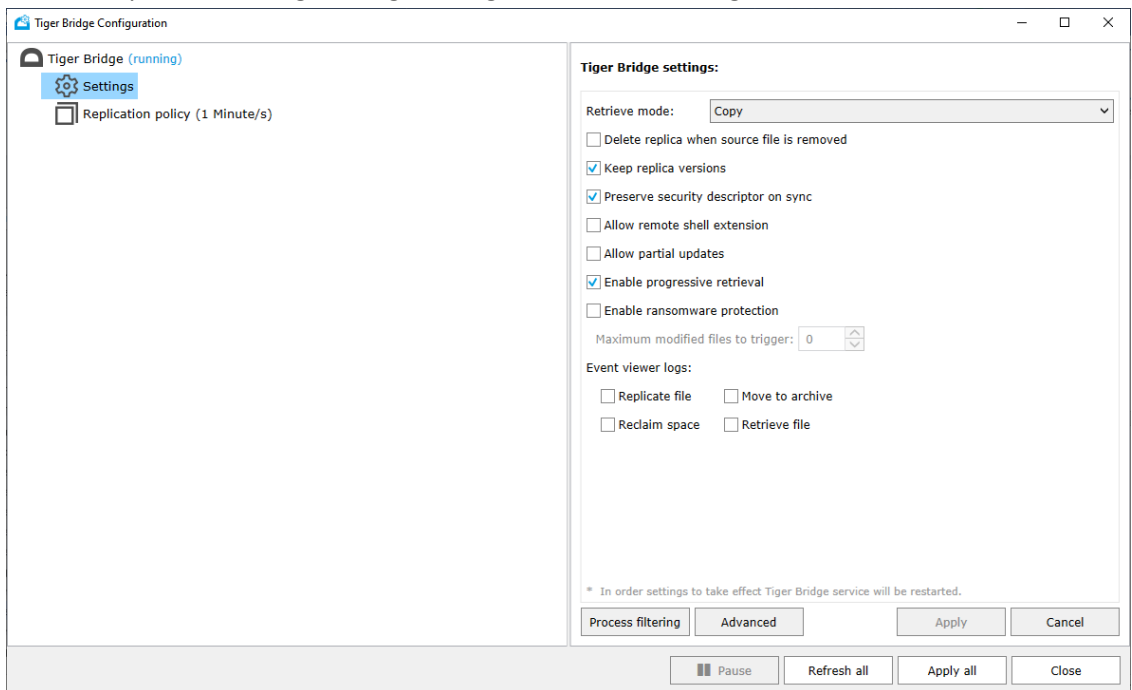 Tiger Bridge Configuration
Tiger Bridge (running)
Settings
Replication policy (1 Minute/s)
Tiger Bridge settings:
Retrieve mode: Copy
Delete replica when source file is removed
Keep replica versions
Preserve security descriptor on sync
Allow remote shell extension
Allow partial updates
Enable progressive retrieval
Enable ransomware protection
Maximum modified files to trigger: 0
Event viewer logs:
Replicate file Move to archive
Reclaim space Retrieve file
* In order settings to take effect Tiger Bridge service will be restarted.
Process filtering Advanced Apply Cancel
Pause Refresh all Apply all Close